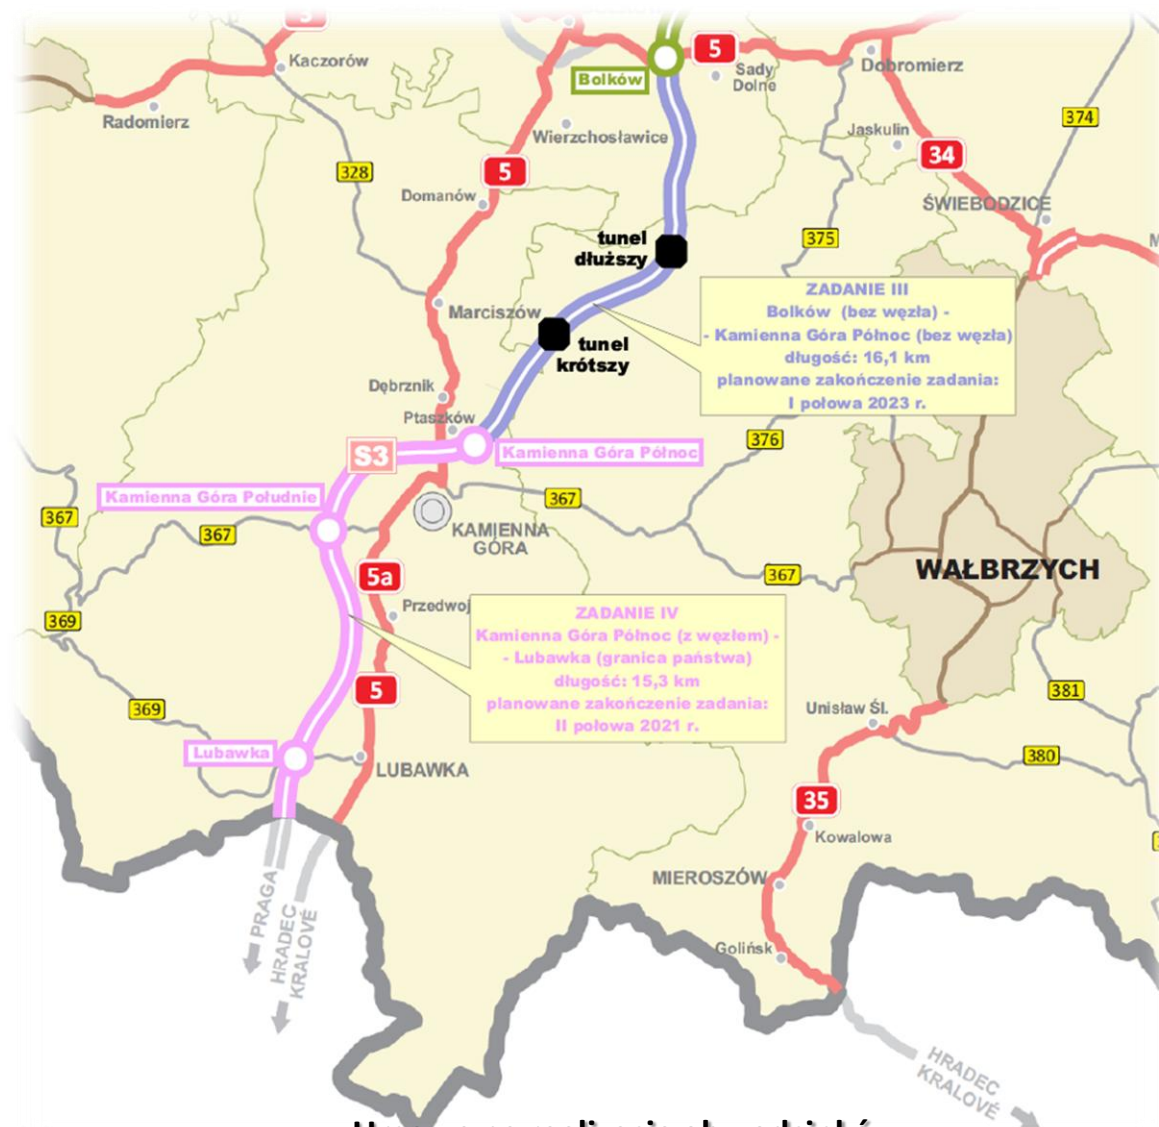 3
Kaczorów
Radomierz
Bolków
5
Sady
Dolne
Dobromierz
374
Wierzchosławice
Jaskulin
34
328
5
Domanów
ŚWIEBODZICE
375
tunel
dłuższy
Marciszów
tunel
krótszy
ZADANIE III
Bolków (bez węzła) -
- Kamienna Góra Północ (bez węzła)
długość: 16,1 km
planowane zakończenie zadania:
I połowa 2023 r.
Dębrznik
Ptaszków
376
S3
Kamienna Góra Północ
Kamienna Góra Południe
367
367
367
KAMIENNA
GÓRA
5a
367
WAŁBRZYCH
369
Przedwoj
ZADANIE IV
Kamienna Góra Północ (z węzłem) -
- Lubawka (granica państwa)
długość: 15,3 km
planowane zakończenie zadania:
II połowa 2021 r.
5
369
381
Unisław Śl.
Lubawka
LUBAWKA
380
35
Kowalowa
MIEROSZÓW
Golińsk
PRAGA
HRADEC
KRALOVÉ
HRADEC
KRALOVÉ